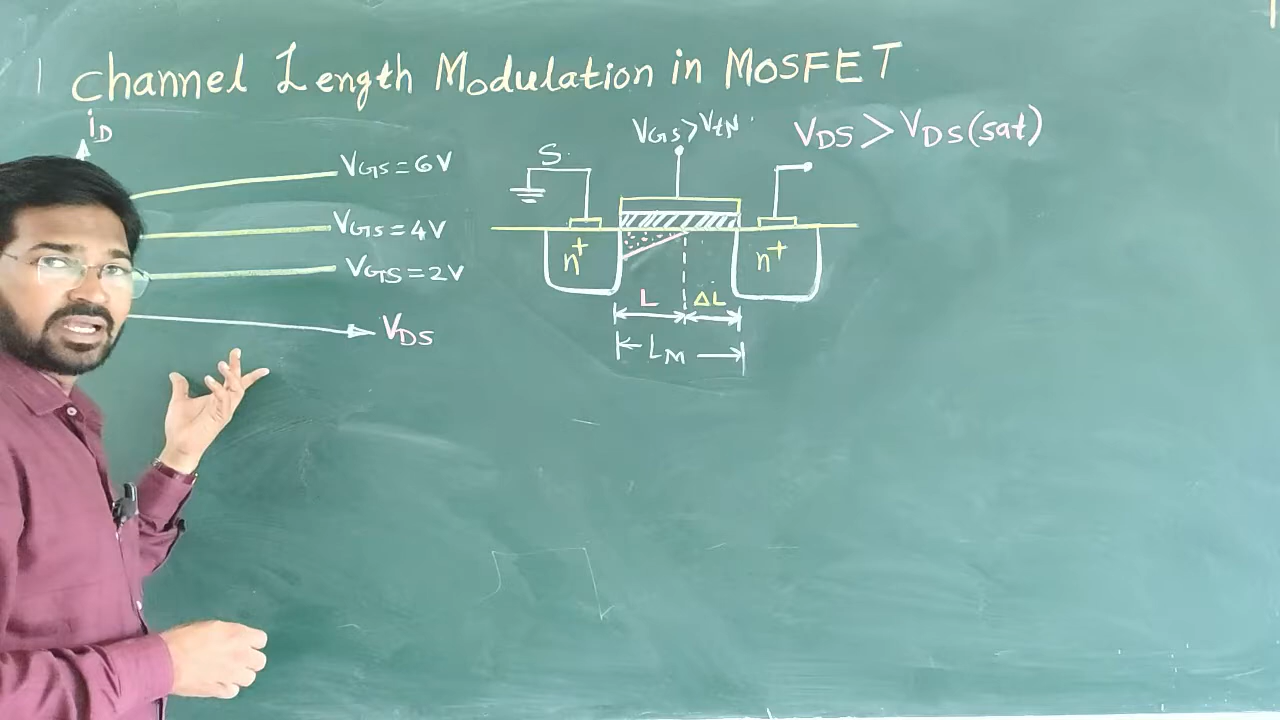 Channel Length Modulation in MOSFET
iD
VGS = 6V
VGS = 4V
VGS = 2V
VDS
VGS > VtN
VDS > VDS(sat)
S
n+
n+
L
ΔL
LM